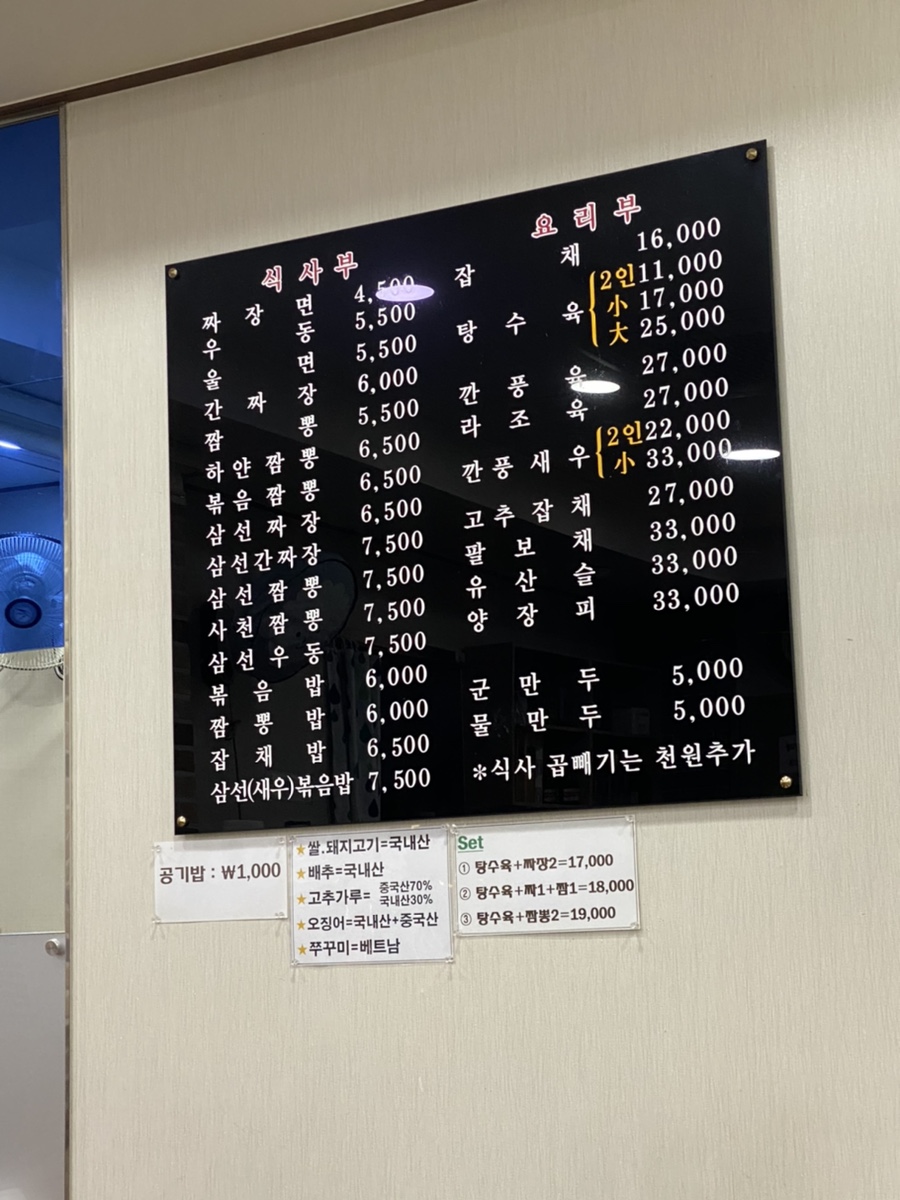 식사부
짜장면 4,500
우동 5,500
울면 5,500
간짜장 6,000
짬뽕 5,500
하얀짬뽕 6,500
볶음짬뽕 6,500
삼선짜장 6,500
삼선간짜장 7,500
삼선짬뽕 7,500
사천짬뽕 7,500
삼선우동 7,500
볶음밥 6,000
짬뽕밥 6,000
잡채밥 6,500
삼선(새우)볶음밥 7,500
요리부
잡채 16,000
탕수육 2인 11,000
小 17,000
大 25,000
깐풍육 27,000
라조육 27,000
깐풍새우 2인 22,000
小 33,000
고추잡채 27,000
팔보채 33,000
유산슬 33,000
양장피 33,000
군만두 5,000
물만두 5,000
*식사 곱빼기는 천원추가
공기밥 : ₩1,000
★쌀.돼지고기=국내산
★배추=국내산
★고추가루= 중국산70%
국내산30%
★오징어=국내산+중국산
★쭈꾸미=베트남
Set
① 탕수육+짜장2=17,000
② 탕수육+짜1+짬1=18,000
③ 탕수육+짬뽕2=19,000